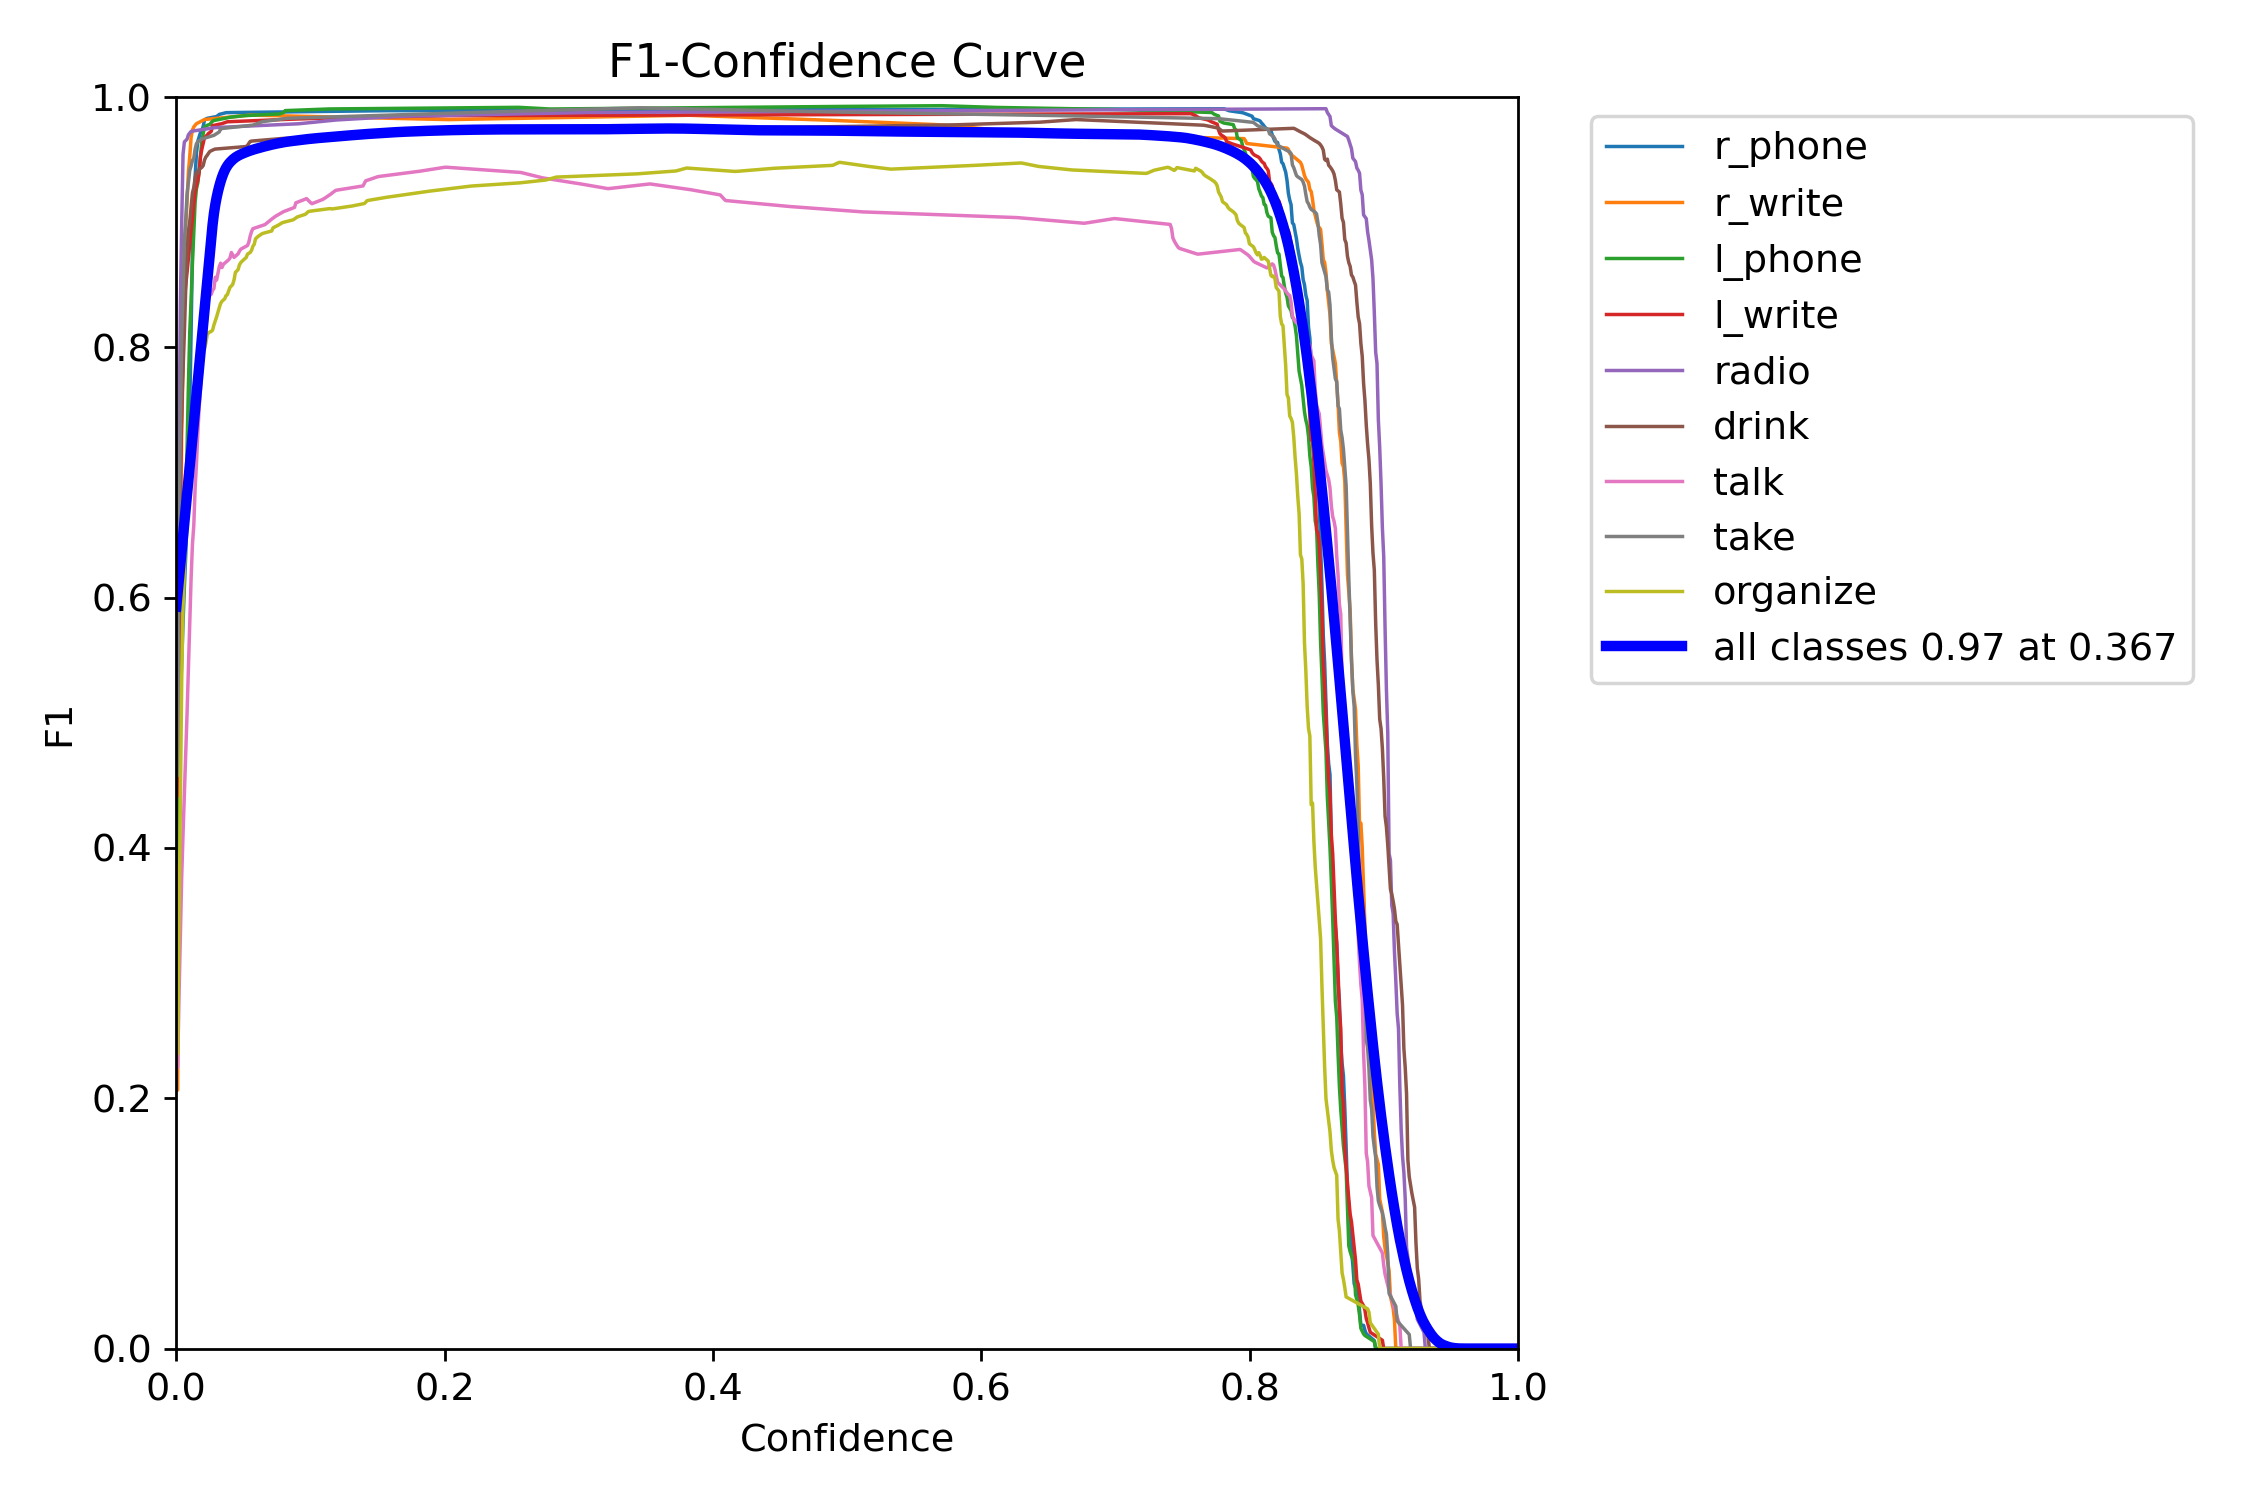 F1-Confidence Curve
1.0
0.8
0.6
0.4
0.2
0.0
F1
0.0 0.2 0.4 0.6 0.8 1.0
Confidence
r_phone
r_write
l_phone
l_write
radio
drink
talk
take
organize
all classes 0.97 at 0.367